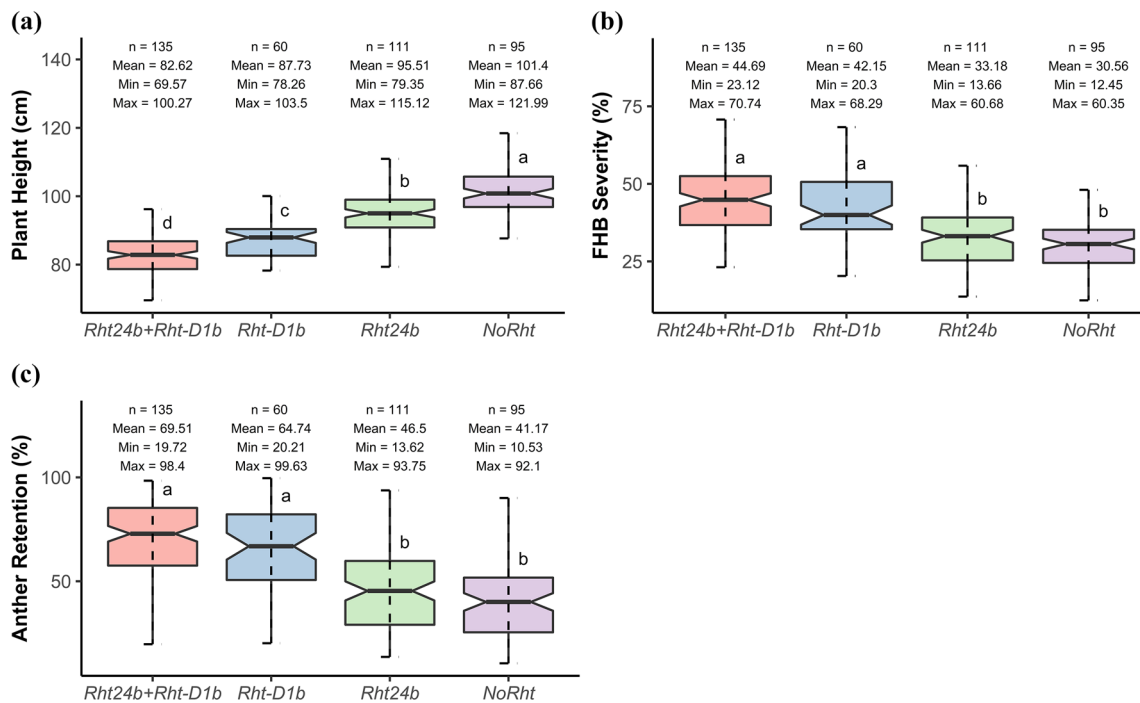 (a)
n = 135
Mean = 82.62
Min = 69.57
Max = 100.27
n = 60
Mean = 87.73
Min = 78.26
Max = 103.5
n = 111
Mean = 95.51
Min = 79.35
Max = 115.12
n = 95
Mean = 101.4
Min = 87.66
Max = 121.99
Plant Height (cm)
140
120
100
80
d
c
b
a
Rht24b+Rht-D1b
Rht-D1b
Rht24b
NoRht
(b)
n = 135
Mean = 44.69
Min = 23.12
Max = 70.74
n = 60
Mean = 42.15
Min = 20.3
Max = 68.29
n = 111
Mean = 33.18
Min = 13.66
Max = 60.68
n = 95
Mean = 30.56
Min = 12.45
Max = 60.35
FHB Severity (%)
75
50
25
a
a
b
b
Rht24b+Rht-D1b
Rht-D1b
Rht24b
NoRht
(c)
n = 135
Mean = 69.51
Min = 19.72
Max = 98.4
n = 60
Mean = 64.74
Min = 20.21
Max = 99.63
n = 111
Mean = 46.5
Min = 13.62
Max = 93.75
n = 95
Mean = 41.17
Min = 10.53
Max = 92.1
Anther Retention (%)
100
50
a
a
b
b
Rht24b+Rht-D1b
Rht-D1b
Rht24b
NoRht